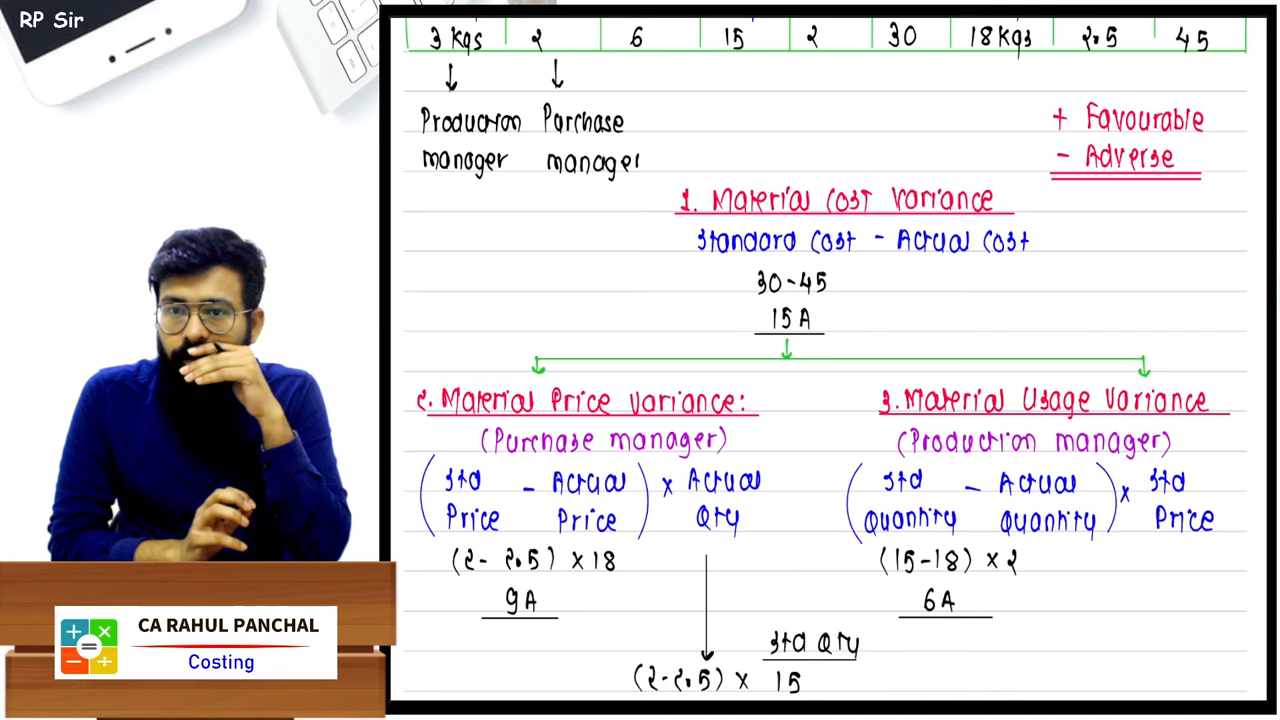 RP Sir
3 Kgs 2 6 15 2 30 18 Kgs 2.5 45
↓ ↓
Production Purchase
manager manager
+ Favourable
- Adverse
1. Material Cost Variance
Standard Cost - Actual Cost
30-45
15 A
2. Material Price Variance:
(Purchase manager)
(Std Price - Actual Price) × Actual Qty
(2 - 2.5) × 18
9A
3. Material Usage Variance
(Production manager)
(Std Quantity - Actual Quantity) × Std Price
(15-18) × 2
6A
Std Qty
(2-2.5) × 15
CA RAHUL PANCHAL
Costing